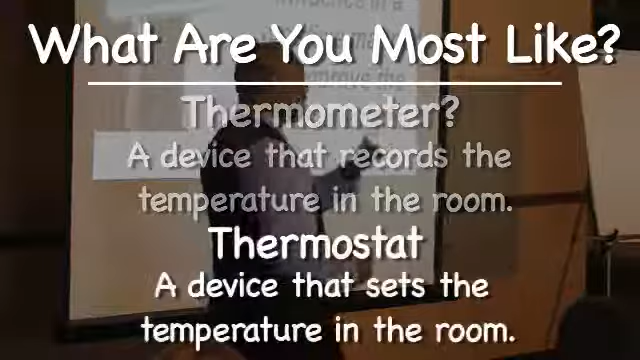 What Are You Most Like?
Thermometer?
A device that records the
temperature in the room.
Thermostat
A device that sets the
temperature in the room.